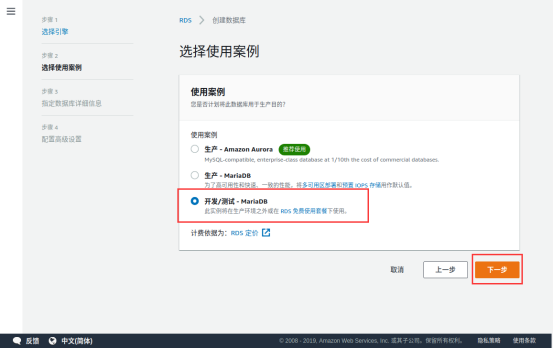 步骤 1
选择引擎
步骤 2
选择使用案例
步骤 3
指定数据库详细信息
步骤 4
配置高级设置
RDS > 创建数据库
选择使用案例
使用案例
您是否计划将此数据库用于生产目的?
使用案例
生产 - Amazon Aurora 推荐使用
MySQL-compatible, enterprise-class database at 1/10th the cost of commercial databases.
生产 - MariaDB
为了高可用性和快速、一致的性能，将多可用区部署和预置 IOPS 存储用作默认值。
开发/测试 - MariaDB
此实例将在生产环境之外或在 RDS 免费使用套餐下使用。
计费依据为：RDS 定价
取消 上一步 下一步
反馈 中文(简体) © 2008 - 2019, Amazon Web Services, Inc. 或其子公司。保留所有权利。 隐私策略 使用条款